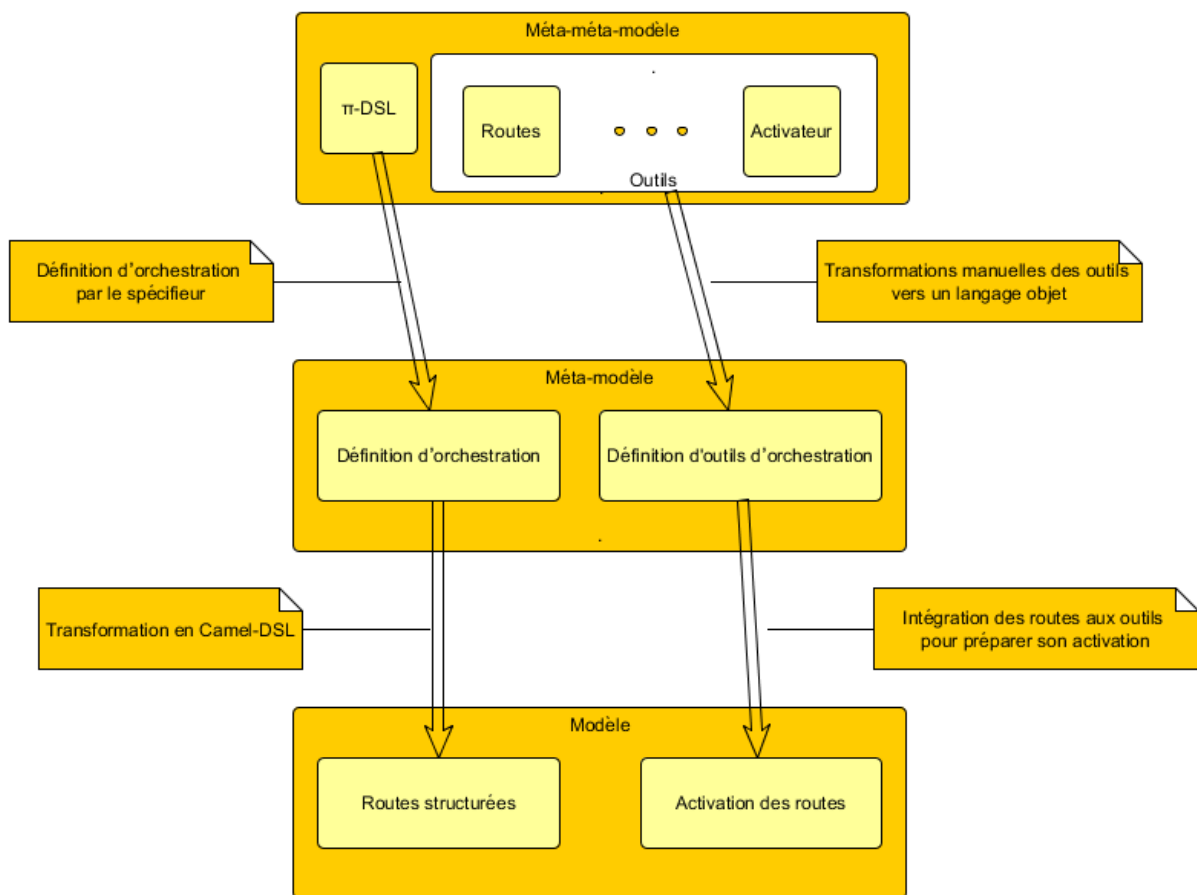 Méta-méta-modèle
π-DSL
Routes
Activateur
Outils
Définition d'orchestration
par le spécifieur
Transformations manuelles des outils
vers un langage objet
Méta-modèle
Définition d'orchestration
Définition d'outils d'orchestration
Transformation en Camel-DSL
Intégration des routes aux outils
pour préparer son activation
Modèle
Routes structurées
Activation des routes